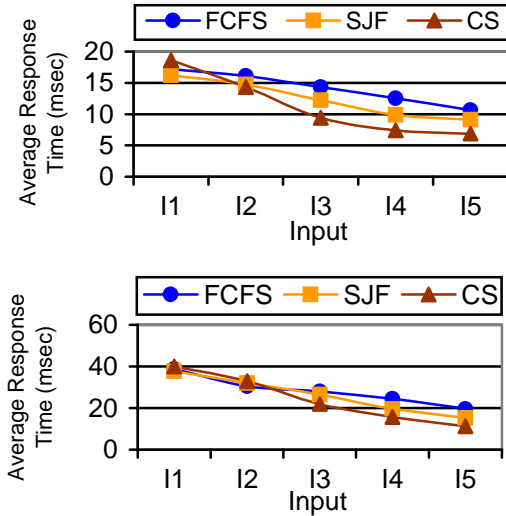 FCFS SJF CS
Average Response
Time (msec)
20
15
10
5
0
I1 I2 I3 I4 I5
Input
FCFS SJF CS
Average Response
Time (msec)
60
40
20
0
I1 I2 I3 I4 I5
Input